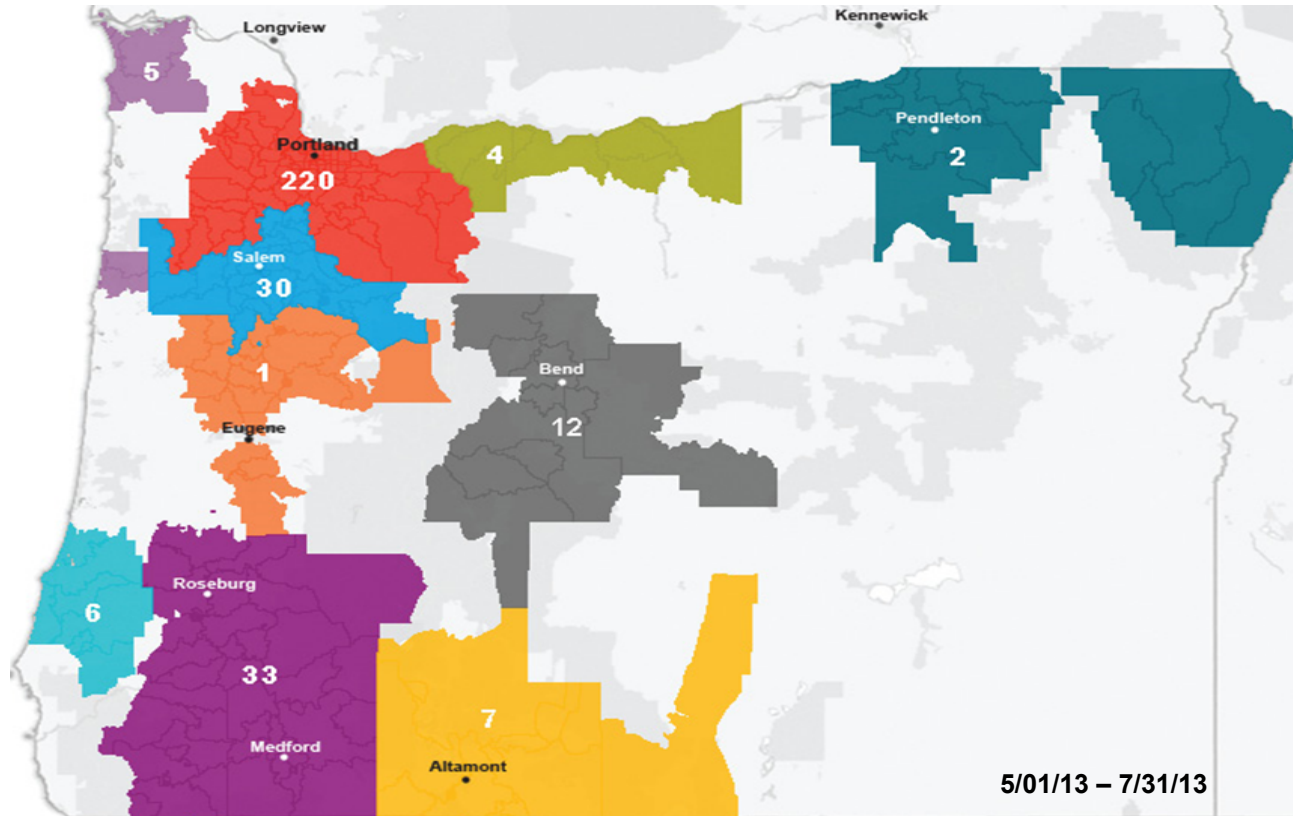 Longview
Kennewick
5
Pendleton
Portland
4
2
220
Salem
30
Bend
1
12
Eugene
Roseburg
6
33
7
Medford
Altamont
5/01/13 – 7/31/13